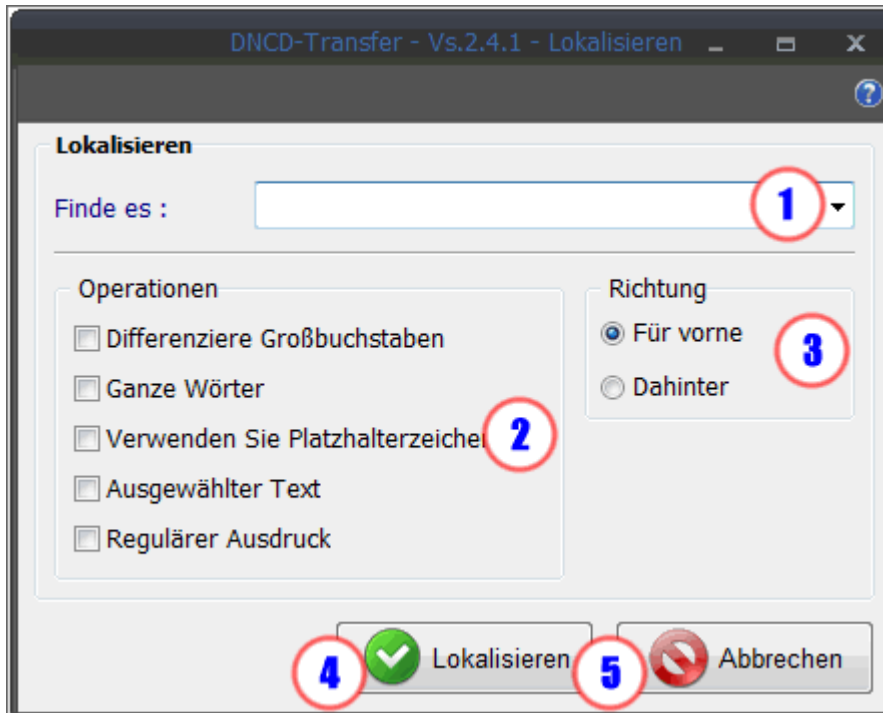 DNCD-Transfer - Vs.2.4.1 - Lokalisieren
Lokalisieren
Finde es :
1
Operationen
Differenziere Großbuchstaben
Ganze Wörter
Verwenden Sie Platzhalterzeichen
Ausgewählter Text
Regulärer Ausdruck
2
Richtung
Für vorne
Dahinter
3
4 Lokalisieren
5 Abbrechen